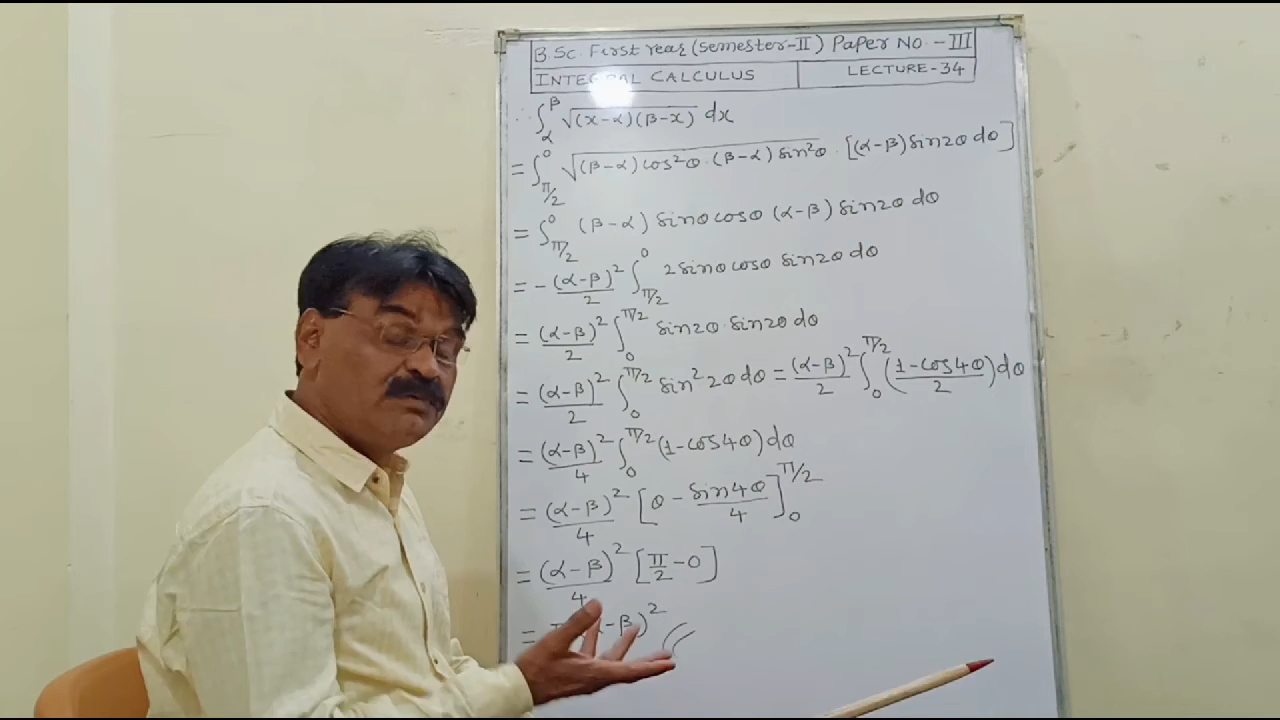 B.Sc. First Year (Semester-II) Paper No.-III
INTEGRAL CALCULUS LECTURE-34
∴ ∫_α^β √(x-α)(β-x) dx
= ∫_{π/2}^0 √(β-α)cos²θ·(β-α)sin²θ · [(α-β)sin2θ dθ]
= ∫_{π/2}^0 (β-α) sinθ cosθ (α-β) sin2θ dθ
= -(α-β)²/2 ∫_{π/2}^0 2sinθcosθ sin2θ dθ
= (α-β)²/2 ∫_0^{π/2} sin2θ·sin2θ dθ
= (α-β)²/2 ∫_0^{π/2} sin²2θ dθ = (α-β)²/2 ∫_0^{π/2} (1-cos4θ/2) dθ
= (α-β)²/4 ∫_0^{π/2} (1-cos4θ) dθ
= (α-β)²/4 [θ - sin4θ/4]_0^{π/2}
= (α-β)²/4 [π/2 - 0]
= -β)²